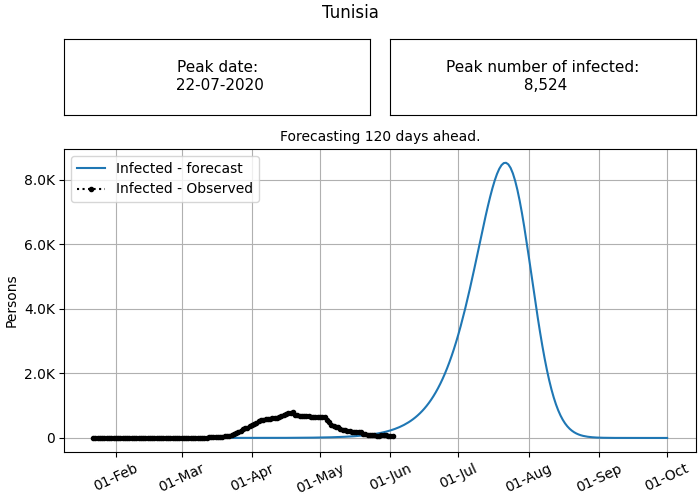 Tunisia
Peak date:
22-07-2020
Peak number of infected:
8,524
Forecasting 120 days ahead.
Infected - forecast
Infected - Observed
Persons
8.0K
6.0K
4.0K
2.0K
0
01-Feb
01-Mar
01-Apr
01-May
01-Jun
01-Jul
01-Aug
01-Sep
01-Oct